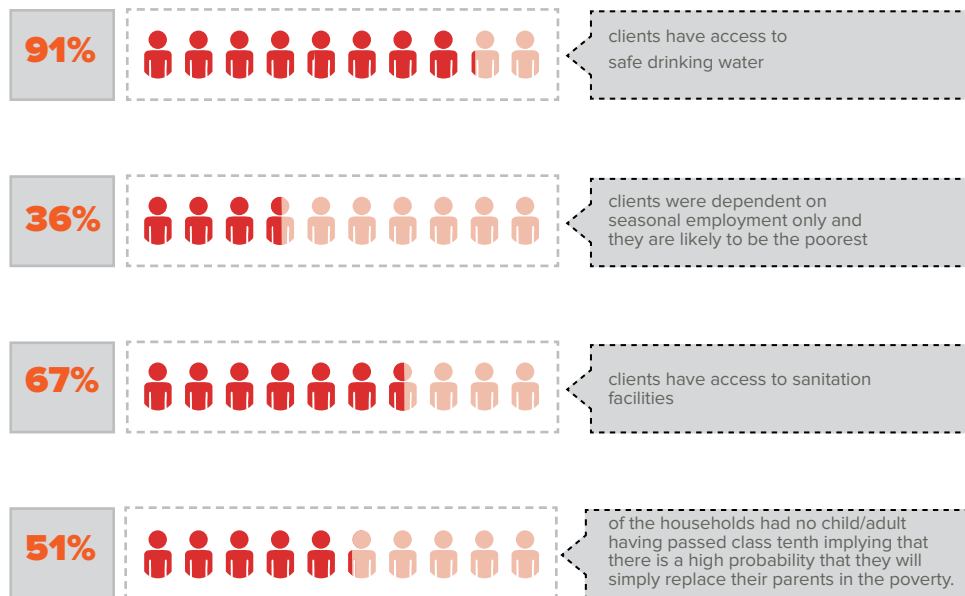 91%
clients have access to
safe drinking water
36%
clients were dependent on
seasonal employment only and
they are likely to be the poorest
67%
clients have access to sanitation
facilities
51%
of the households had no child/adult
having passed class tenth implying that
there is a high probability that they will
simply replace their parents in the poverty.